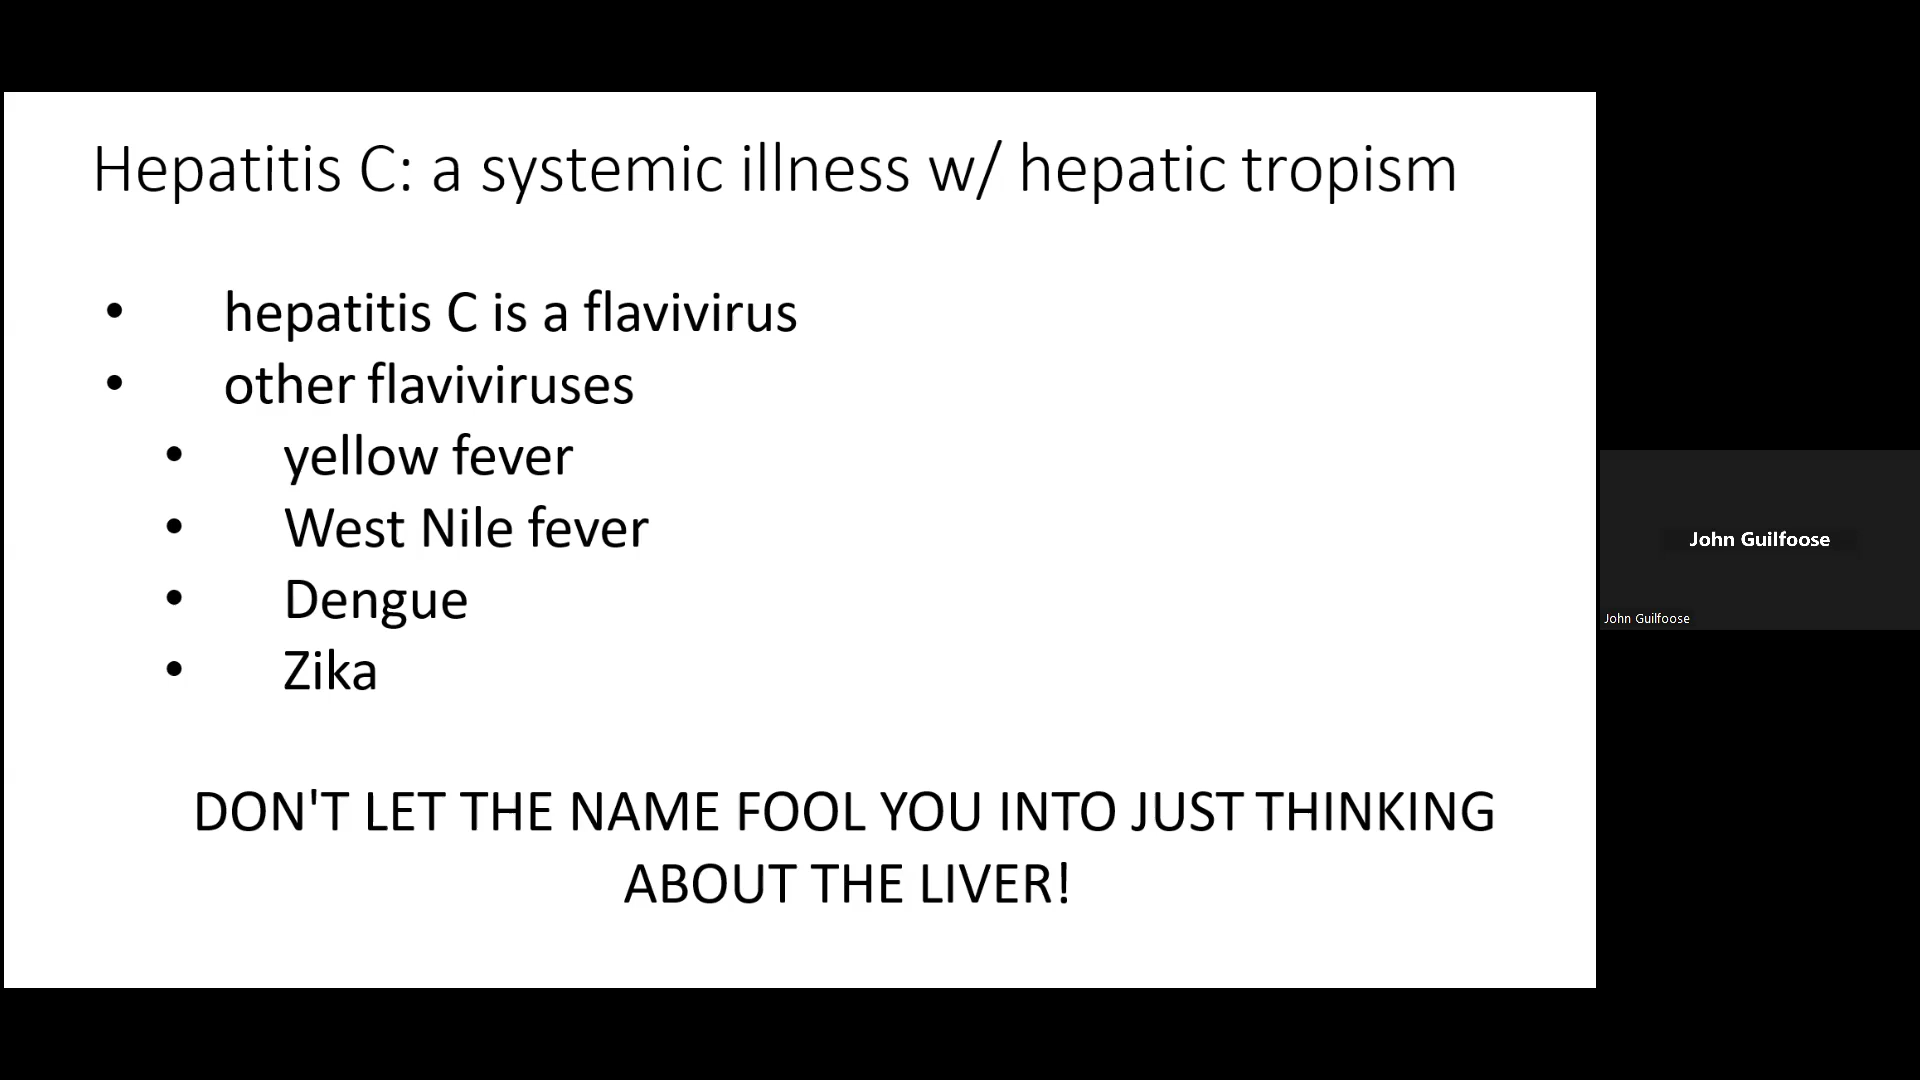 Hepatitis C: a systemic illness w/ hepatic tropism
• hepatitis C is a flavivirus
• other flaviviruses
• yellow fever
• West Nile fever
• Dengue
• Zika
DON'T LET THE NAME FOOL YOU INTO JUST THINKING
ABOUT THE LIVER!
John Guilfoose
John Guilfoose